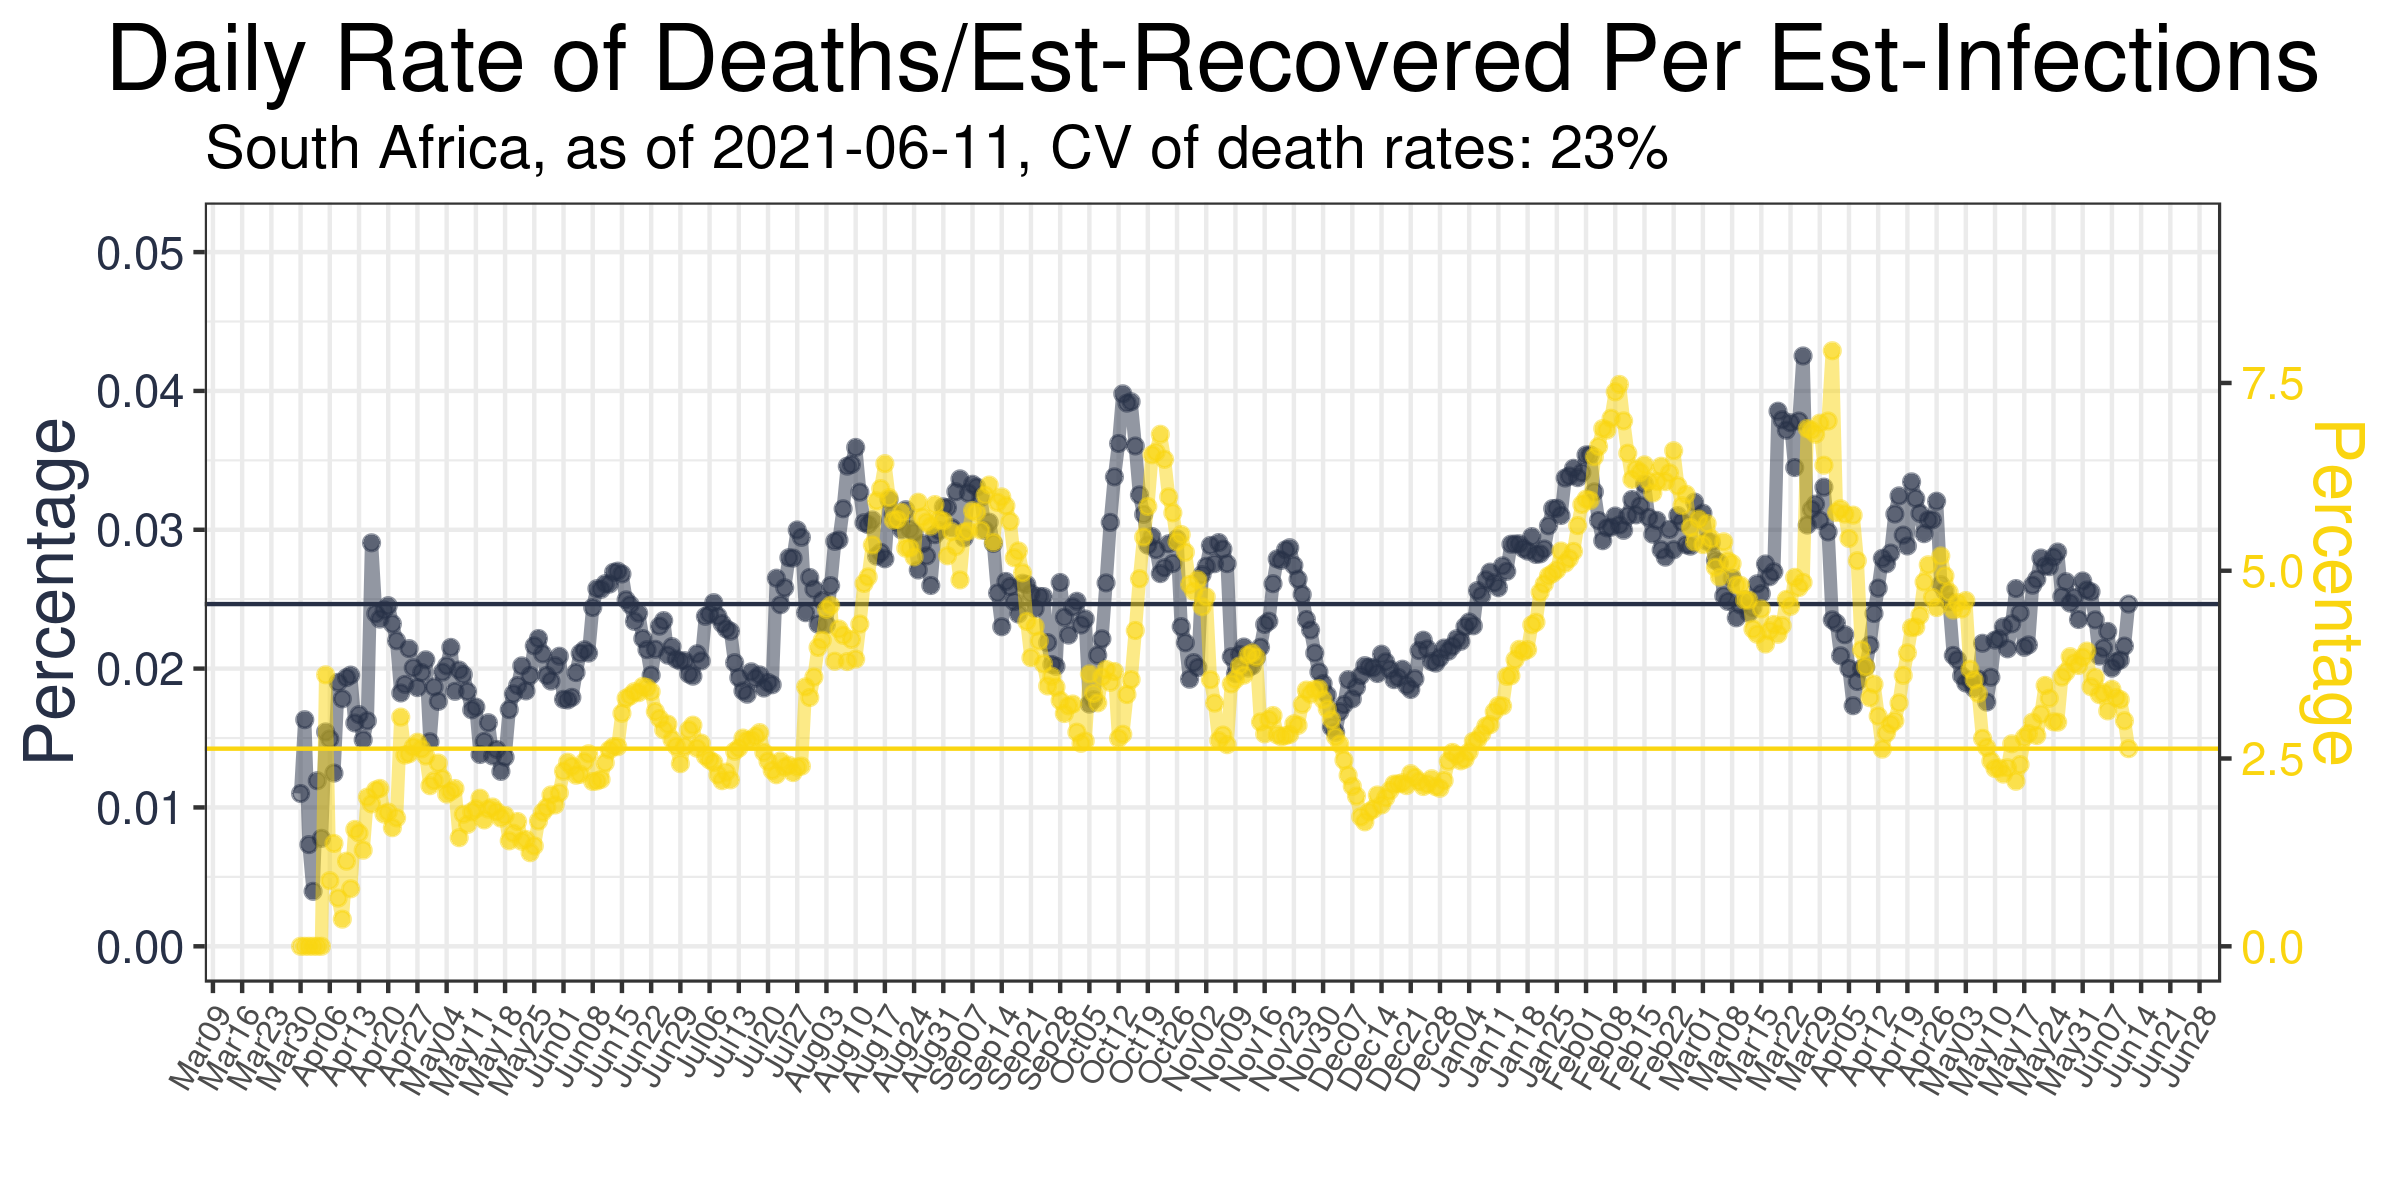 Daily Rate of Deaths/Est-Recovered Per Est-Infections
South Africa, as of 2021-06-11, CV of death rates: 23%
Percentage
0.05
0.04
0.03
0.02
0.01
0.00
7.5
5.0
2.5
0.0
Percentage
Mar09
Mar16
Mar23
Mar30
Apr06
Apr13
Apr20
Apr27
May04
May11
May18
May25
Jun01
Jun08
Jun15
Jun22
Jun29
Jul06
Jul13
Jul20
Jul27
Aug03
Aug10
Aug17
Aug24
Aug31
Sep07
Sep14
Sep21
Sep28
Oct05
Oct12
Oct19
Oct26
Nov02
Nov09
Nov16
Nov23
Nov30
Dec07
Dec14
Dec21
Dec28
Jan04
Jan11
Jan18
Jan25
Feb01
Feb08
Feb15
Feb22
Mar01
Mar08
Mar15
Mar22
Mar29
Apr05
Apr12
Apr19
Apr26
May03
May10
May17
May24
May31
Jun07
Jun14
Jun21
Jun28